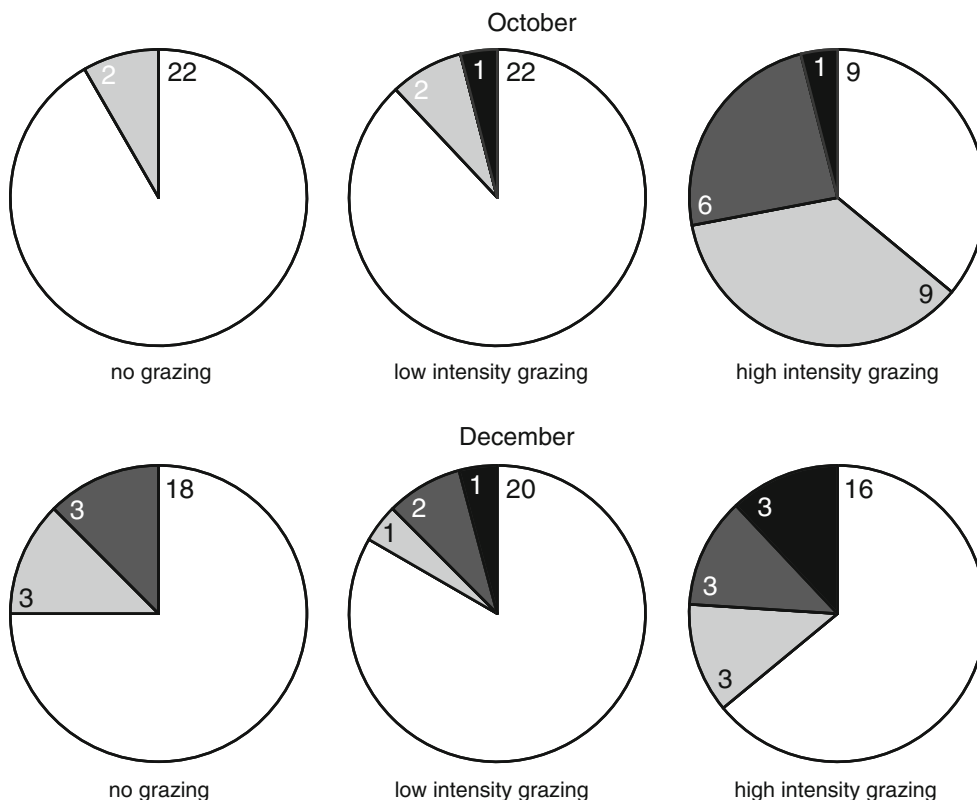 October
2 22
2 1 22
1 9
6
9
no grazing
low intensity grazing
high intensity grazing
December
3 18
3
2 1 20
1
3 16
3
3
no grazing
low intensity grazing
high intensity grazing